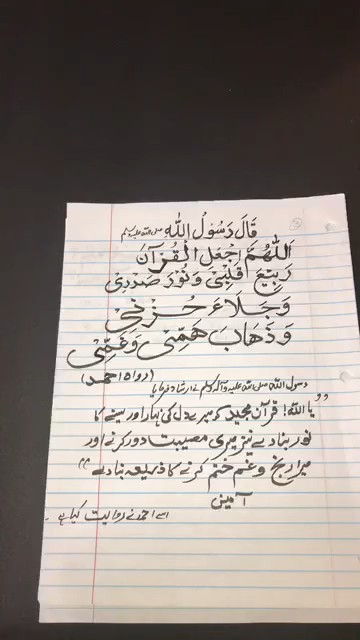 قَالَ رَسُوْلُ اللّٰهِ صلی اللہ علیہ وسلم
اَللّٰهُمَّ اجْعَلِ الْقُرْآنَ
رَبِيْعَ قَلْبِيْ وَنُوْرَ صَدْرِيْ
وَجَلَاءَ حُزْنِيْ
وَذَهَابَ هَمِّيْ وَغَمِّيْ
(رواه احمد)
رسول اللہ صلی اللہ علیہ وآلہ وسلم نے ارشاد فرمایا
"یا اللہ! قرآن مجید کو میرے دل کی بہار اور سینے کا
نور بنا دے نیز میری مصیبت دور کرنے اور
میرا رنج و غم ختم کرنے کا ذریعہ بنا دے"
آمین
اسے احمد نے روایت کیا ہے۔